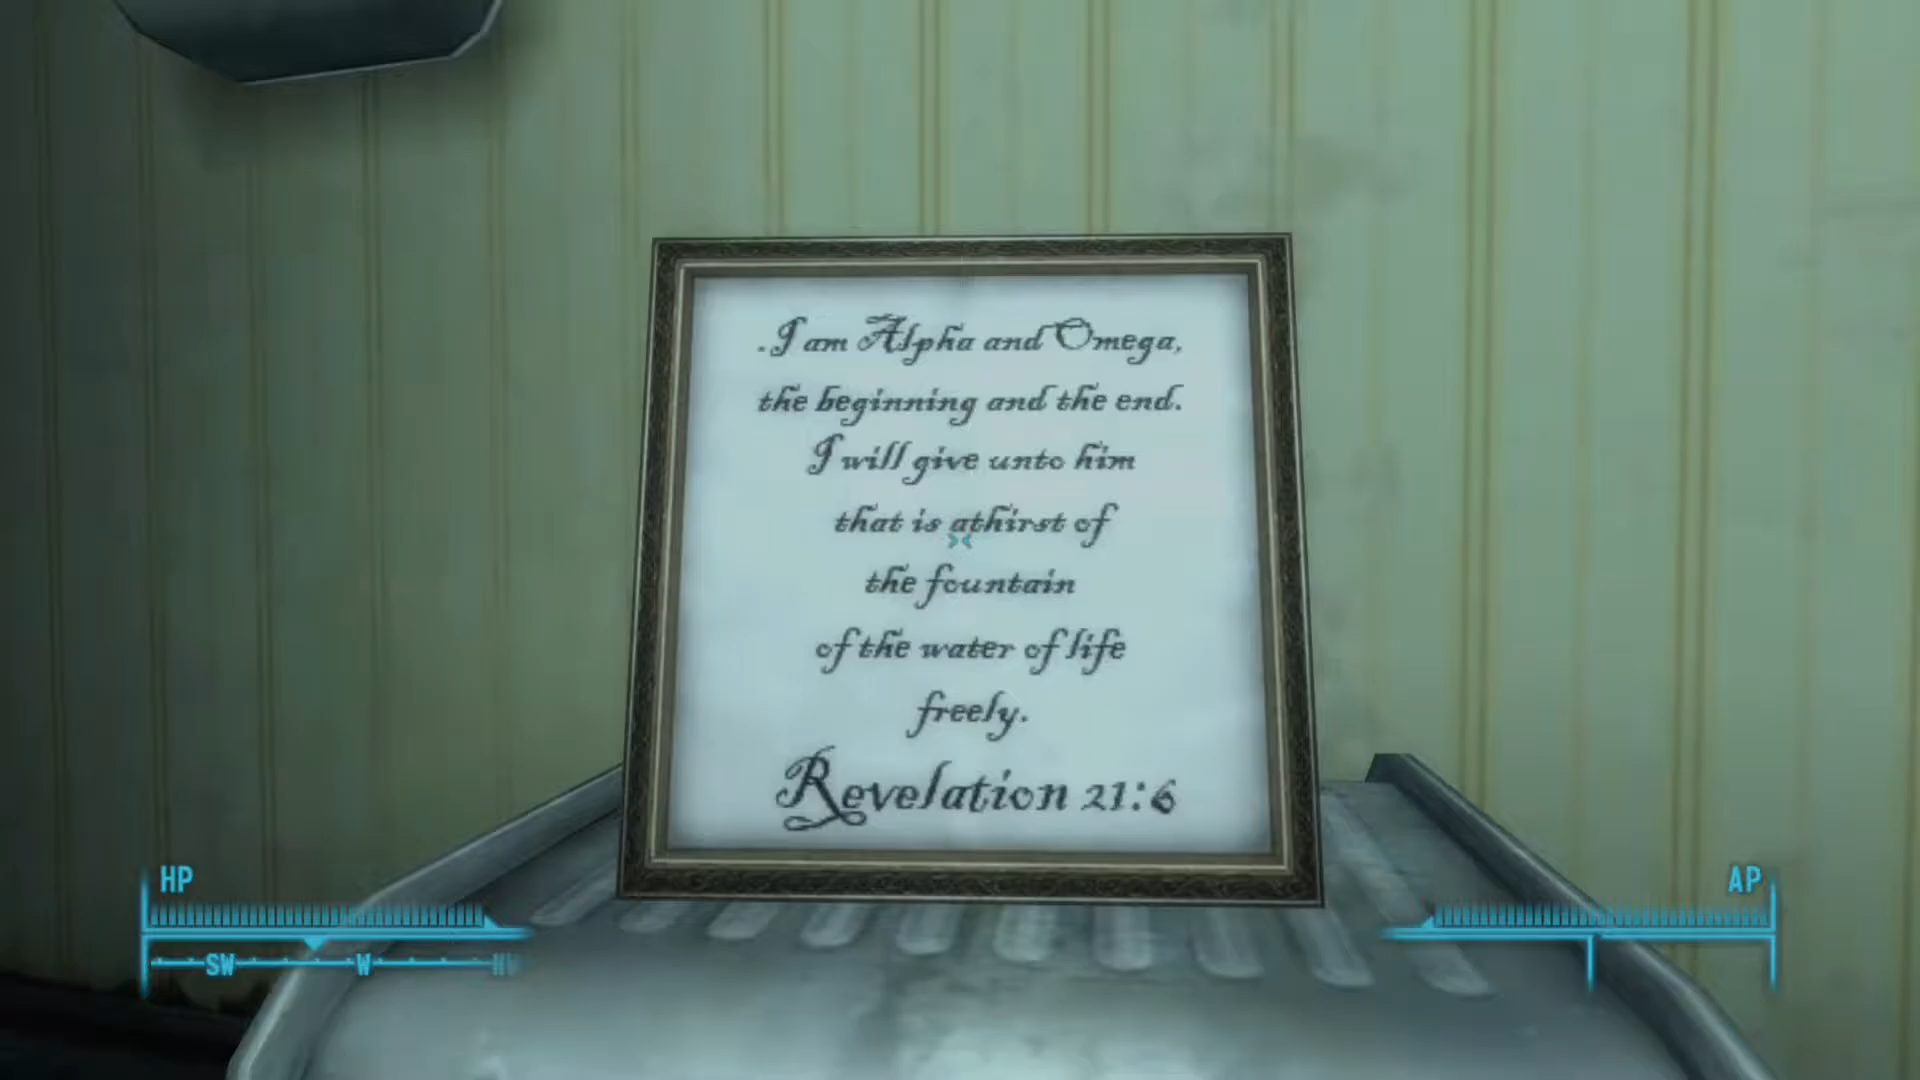 .I am Alpha and Omega,
the beginning and the end.
I will give unto him
that is athirst of
the fountain
of the water of life
freely.
Revelation 21:6
HP
AP
SW W